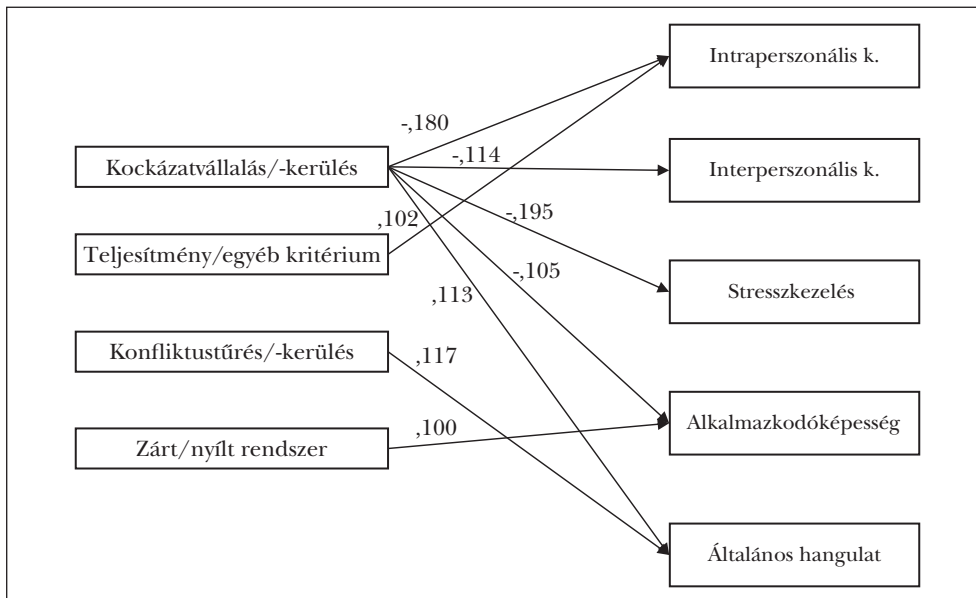 Intraperszonális k.
-,180
Kockázatvállalás/-kerülés
-,114
Interperszonális k.
,102
-,195
Teljesítmény/egyéb kritérium
-,105
Stresszkezelés
,113
Konfliktustűrés/-kerülés
,117
Zárt/nyílt rendszer
,100
Alkalmazkodóképesség
Általános hangulat